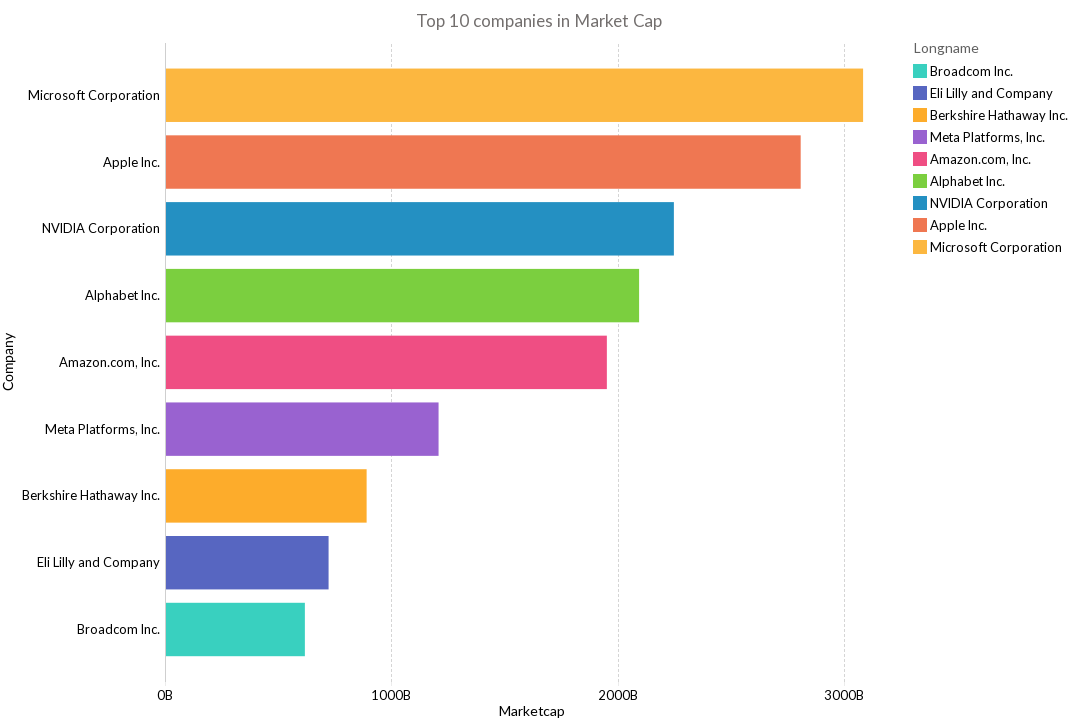 Top 10 companies in Market Cap
Longname
Broadcom Inc.
Eli Lilly and Company
Berkshire Hathaway Inc.
Meta Platforms, Inc.
Amazon.com, Inc.
Alphabet Inc.
NVIDIA Corporation
Apple Inc.
Microsoft Corporation
Company
Microsoft Corporation
Apple Inc.
NVIDIA Corporation
Alphabet Inc.
Amazon.com, Inc.
Meta Platforms, Inc.
Berkshire Hathaway Inc.
Eli Lilly and Company
Broadcom Inc.
0B 1000B 2000B 3000B
Marketcap